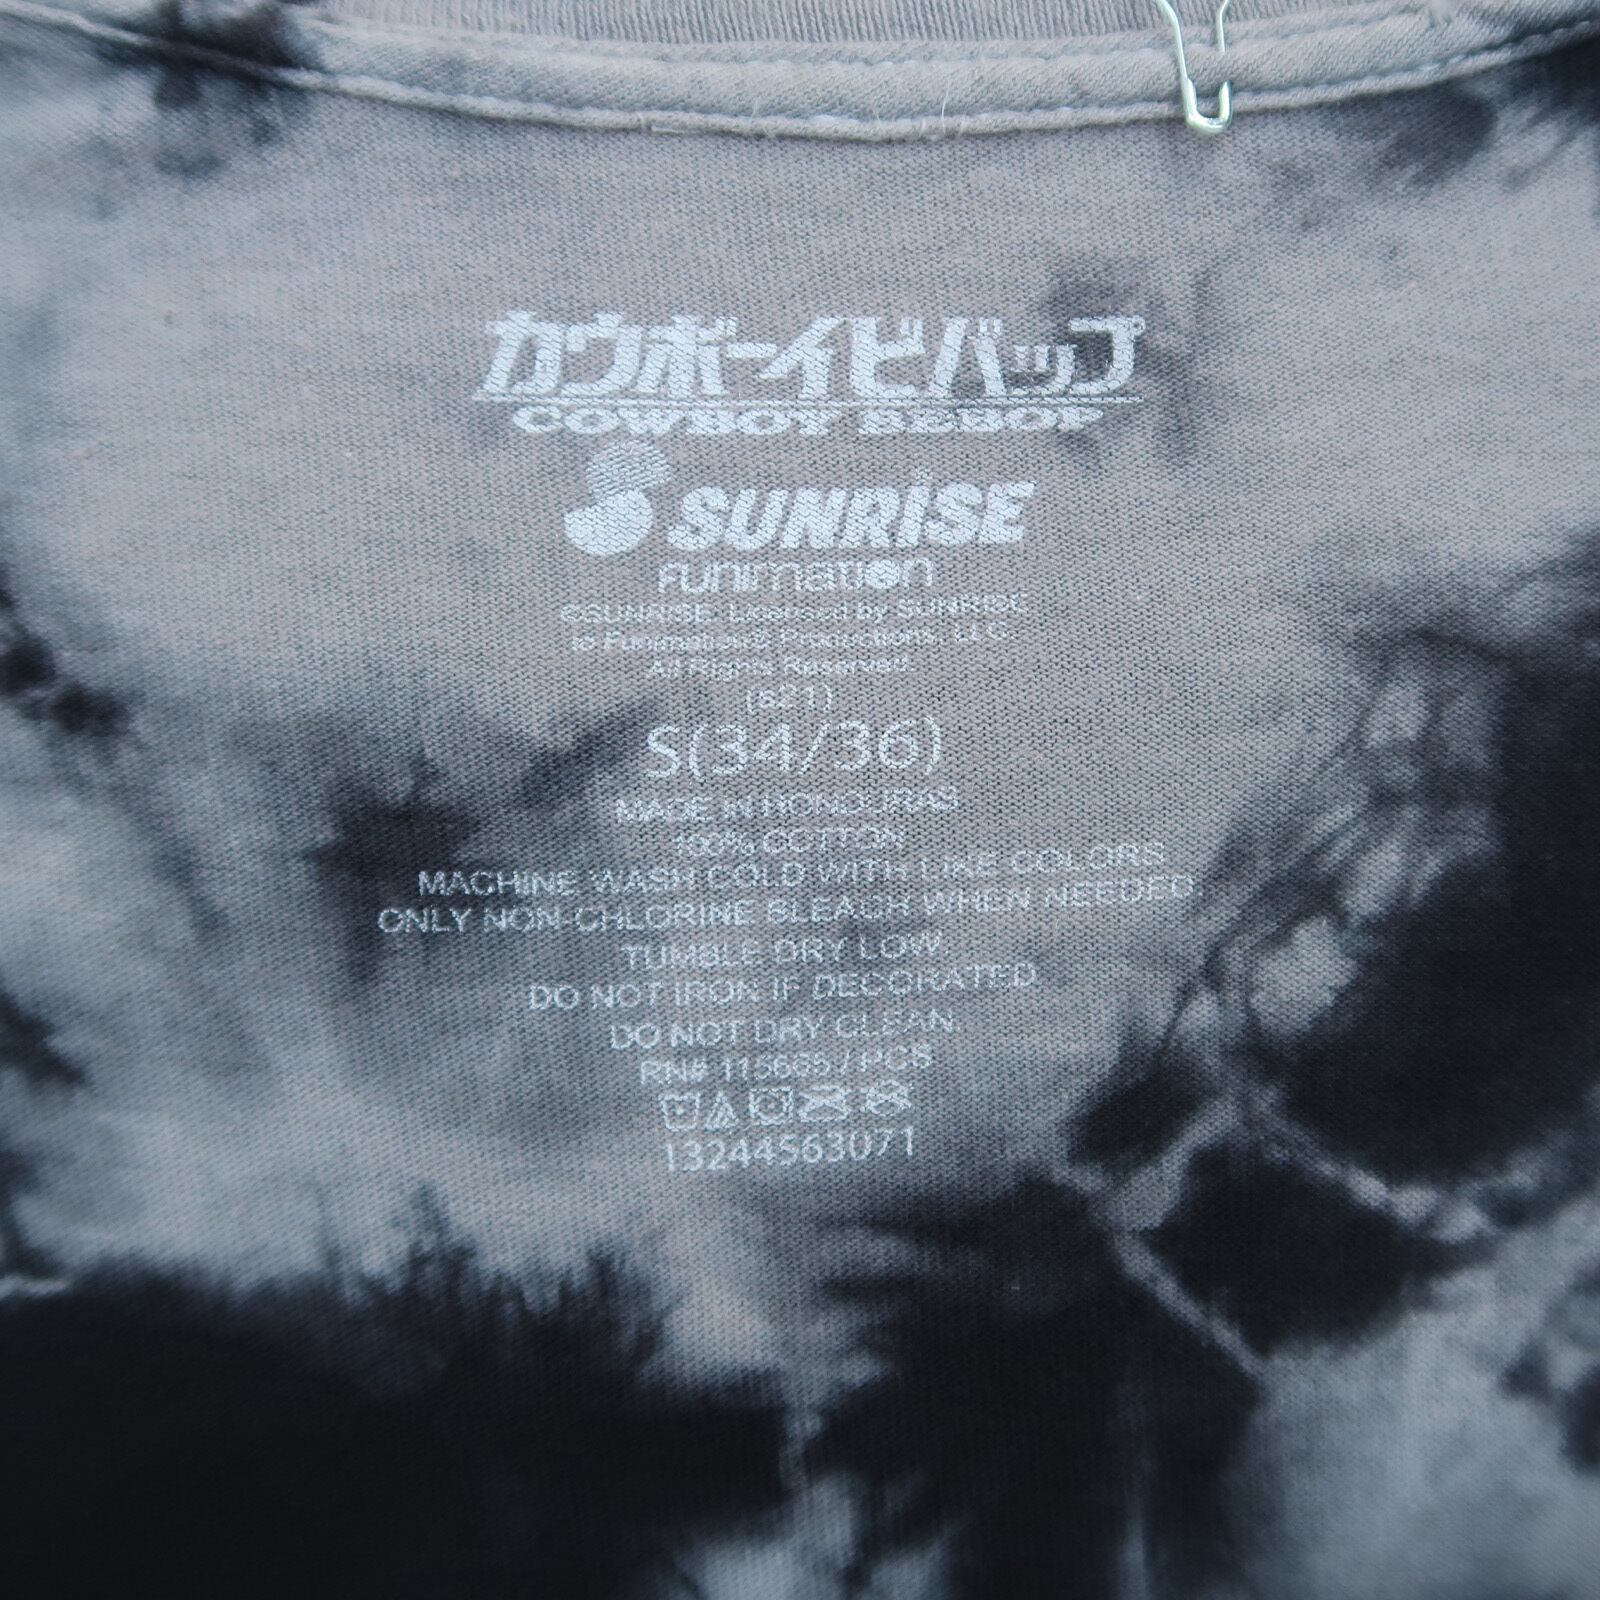 カウボーイビバップ
COWBOY BEBOP
SUNRISE
FUNIMATION
©SUNRISE. Licensed by SUNRISE
to Funimation® Productions, LLC.
All Rights Reserved.
(s21)
S(34/36)
MADE IN HONDURAS
100% COTTON
MACHINE WASH COLD WITH LIKE COLORS
ONLY NON-CHLORINE BLEACH WHEN NEEDED.
TUMBLE DRY LOW.
DO NOT IRON IF DECORATED
DO NOT DRY CLEAN.
RN# 115665 / PCS
13244563071